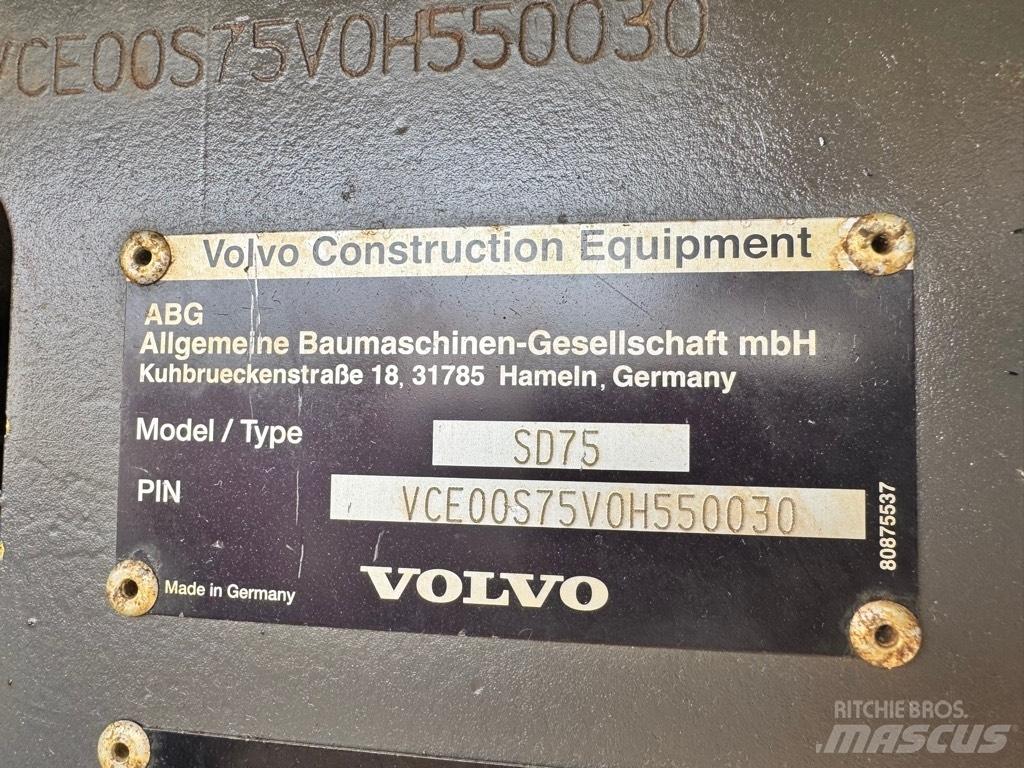 VCE00S75V0H550030
Volvo Construction Equipment
ABG
Allgemeine Baumaschinen-Gesellschaft mbH
Kuhbrueckenstraße 18, 31785 Hameln, Germany
Model / Type SD75
PIN VCE00S75V0H550030
80875537
Made in Germany VOLVO
RITCHIE BROS.
MASCUS